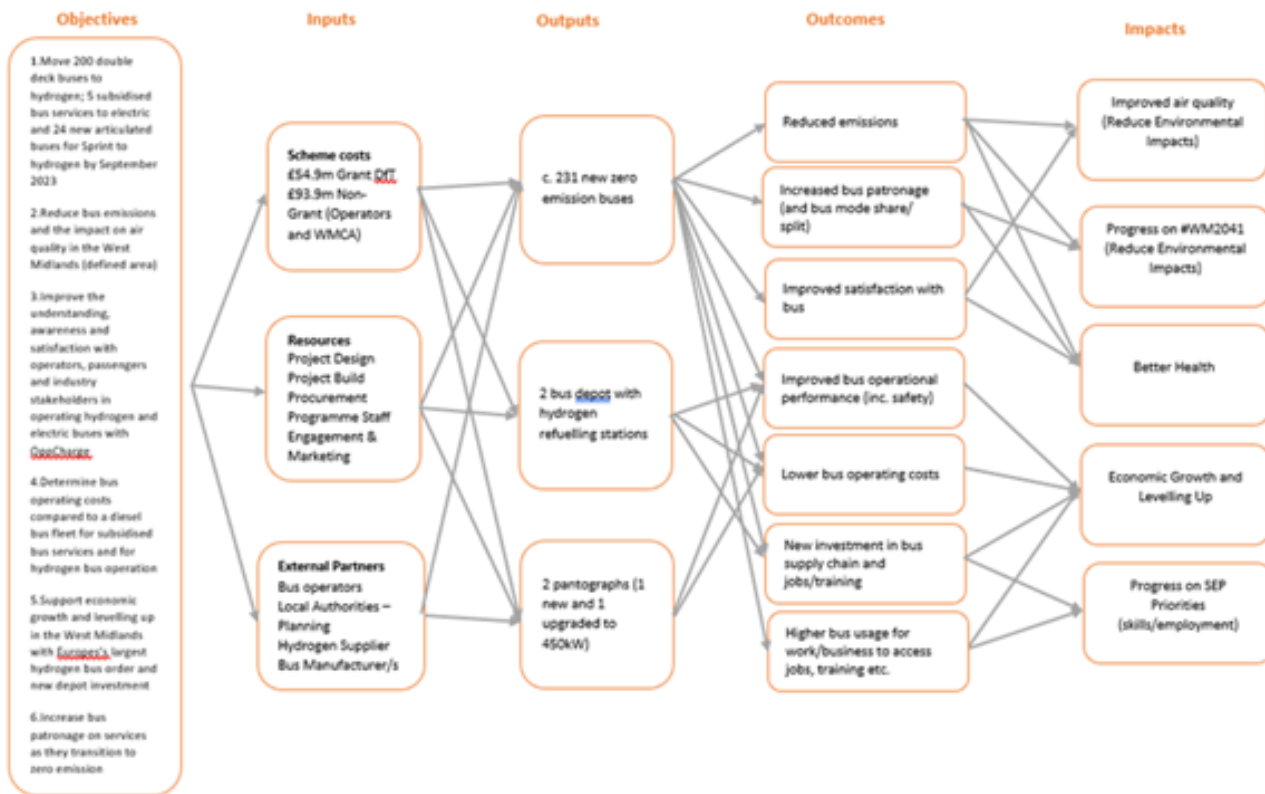 Objectives
1.Move 200 double
deck buses to
hydrogen; 5 subsidised
bus services to electric
and 24 new articulated
buses for Sprint to
hydrogen by September
2023
2.Reduce bus emissions
and the impact on air
quality in the West
Midlands (defined area)
3.Improve the
understanding,
awareness and
satisfaction with
operators, passengers
and industry
stakeholders in
operating hydrogen and
electric buses with
OppCharge
4.Determine bus
operating costs
compared to a diesel
bus fleet for subsidised
bus services and for
hydrogen bus operation
5.Support economic
growth and levelling up
in the West Midlands
with Europes's largest
hydrogen bus order and
new depot investment
6.Increase bus
patronage on services
as they transition to
zero emission
Inputs
Scheme costs
£54.9m Grant DfT
£93.9m Non-
Grant (Operators
and WMCA)
Resources
Project Design
Project Build
Procurement
Programme Staff
Engagement &
Marketing
External Partners
Bus operators
Local Authorities –
Planning
Hydrogen Supplier
Bus Manufacturer/s
Outputs
c. 231 new zero
emission buses
2 bus depot with
hydrogen
refuelling stations
2 pantographs (1
new and 1
upgraded to
450kW)
Outcomes
Reduced emissions
Increased bus patronage
(and bus mode share/
split)
Improved satisfaction with
bus
Improved bus operational
performance (inc. safety)
Lower bus operating costs
New investment in bus
supply chain and
jobs/training
Higher bus usage for
work/business to access
jobs, training etc.
Impacts
Improved air quality
(Reduce Environmental
Impacts)
Progress on #WM2041
(Reduce Environmental
Impacts)
Better Health
Economic Growth and
Levelling Up
Progress on SEP
Priorities
(skills/employment)